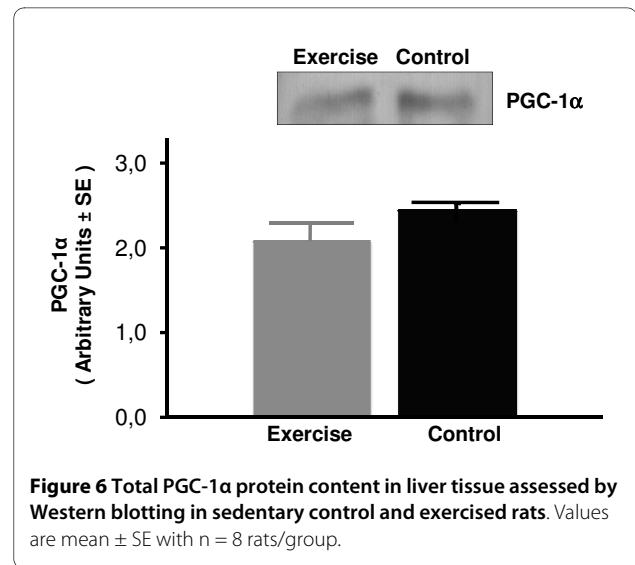 Exercise Control
PGC-1α
3,0
2,0
1,0
0,0
PGC-1α
( Arbitrary Units ± SE )
Exercise Control
Figure 6 Total PGC-1α protein content in liver tissue assessed by
Western blotting in sedentary control and exercised rats. Values
are mean ± SE with n = 8 rats/group.